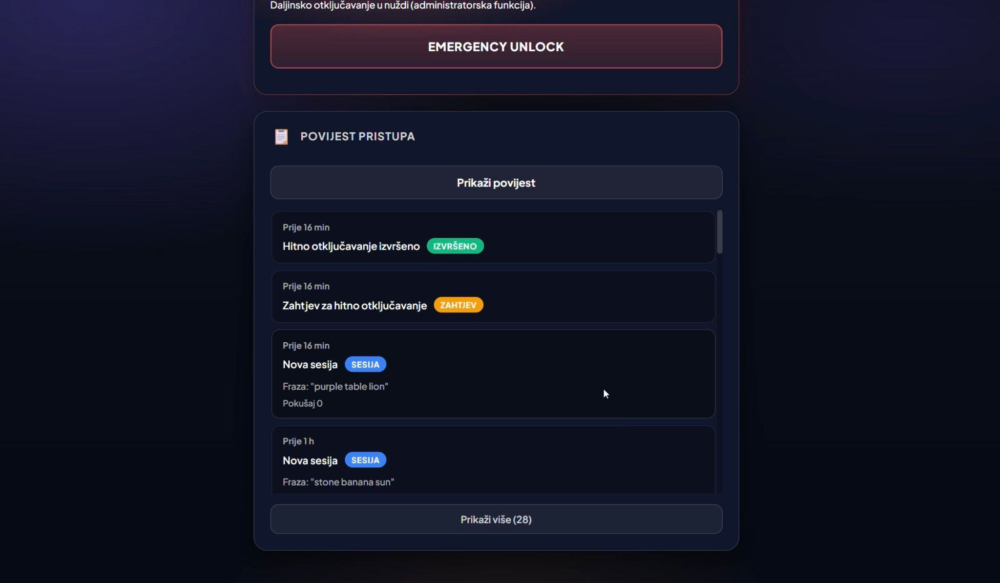 Daljinsko otključavanje u nuždi (administratorska funkcija).
EMERGENCY UNLOCK
POVIJEST PRISTUPA
Prikaži povijest
Prije 16 min
Hitno otključavanje izvršeno IZVRŠENO
Prije 16 min
Zahtjev za hitno otključavanje ZAHTJEV
Prije 16 min
Nova sesija SESIJA
Fraza: "purple table lion"
Pokušaj 0
Prije 1 h
Nova sesija SESIJA
Fraza: "stone banana sun"
Prikaži više (28)